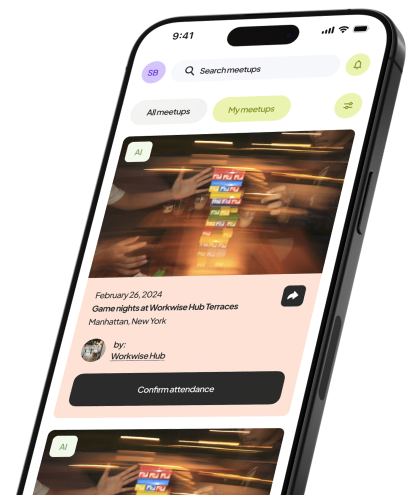 9:41
SB
Search meetups
All meetups
My meetups
AI
February 26, 2024
Game nights at Workwise Hub Terraces
Manhattan, New York
by:
Workwise Hub
Confirm attendance
AI